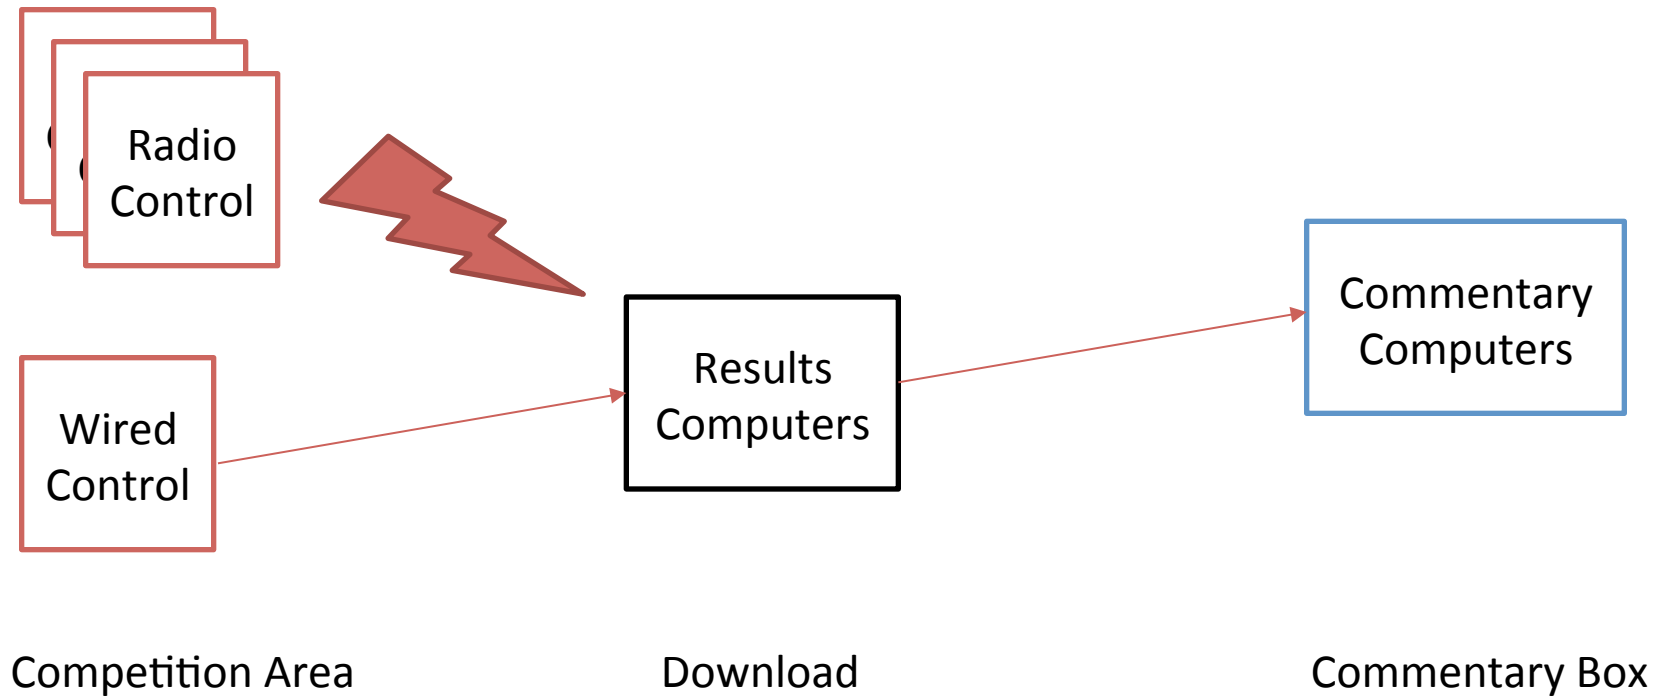 Radio
Control
Wired
Control
Results
Computers
Commentary
Computers
Competition Area
Download
Commentary Box